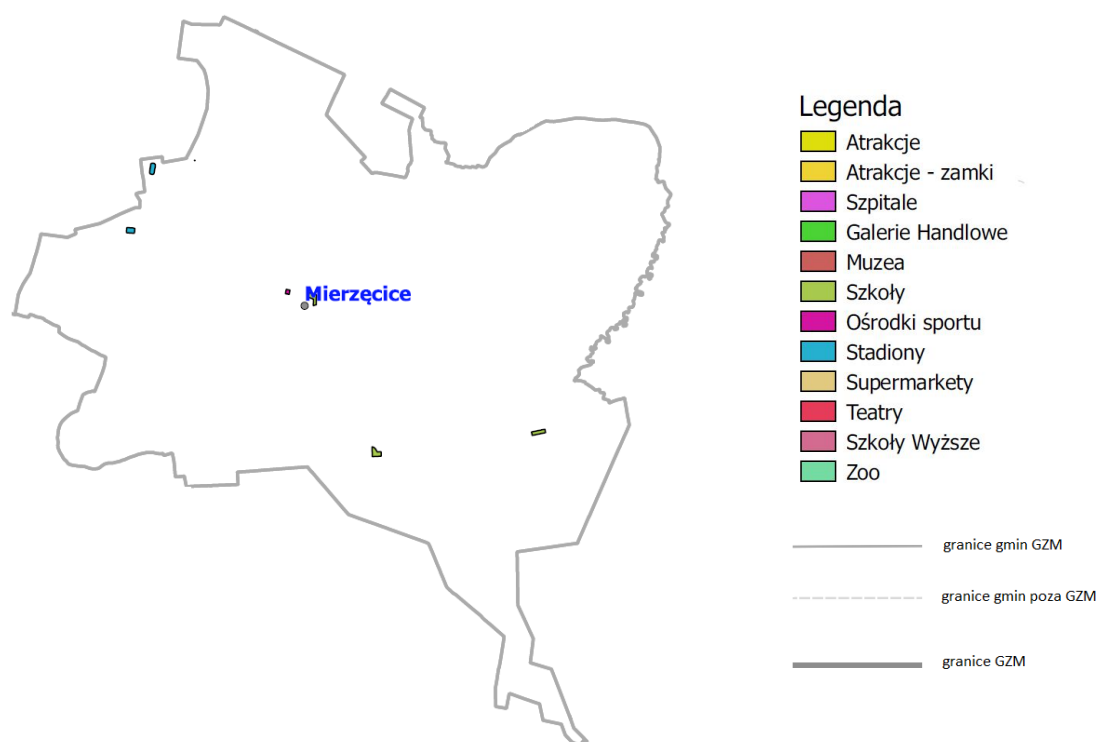 Mierzęcice
Legenda
Atrakcje
Atrakcje - zamki
Szpitale
Galerie Handlowe
Muzea
Szkoły
Ośrodki sportu
Stadiony
Supermarkety
Teatry
Szkoły Wyższe
Zoo
granice gmin GZM
granice gmin poza GZM
granice GZM